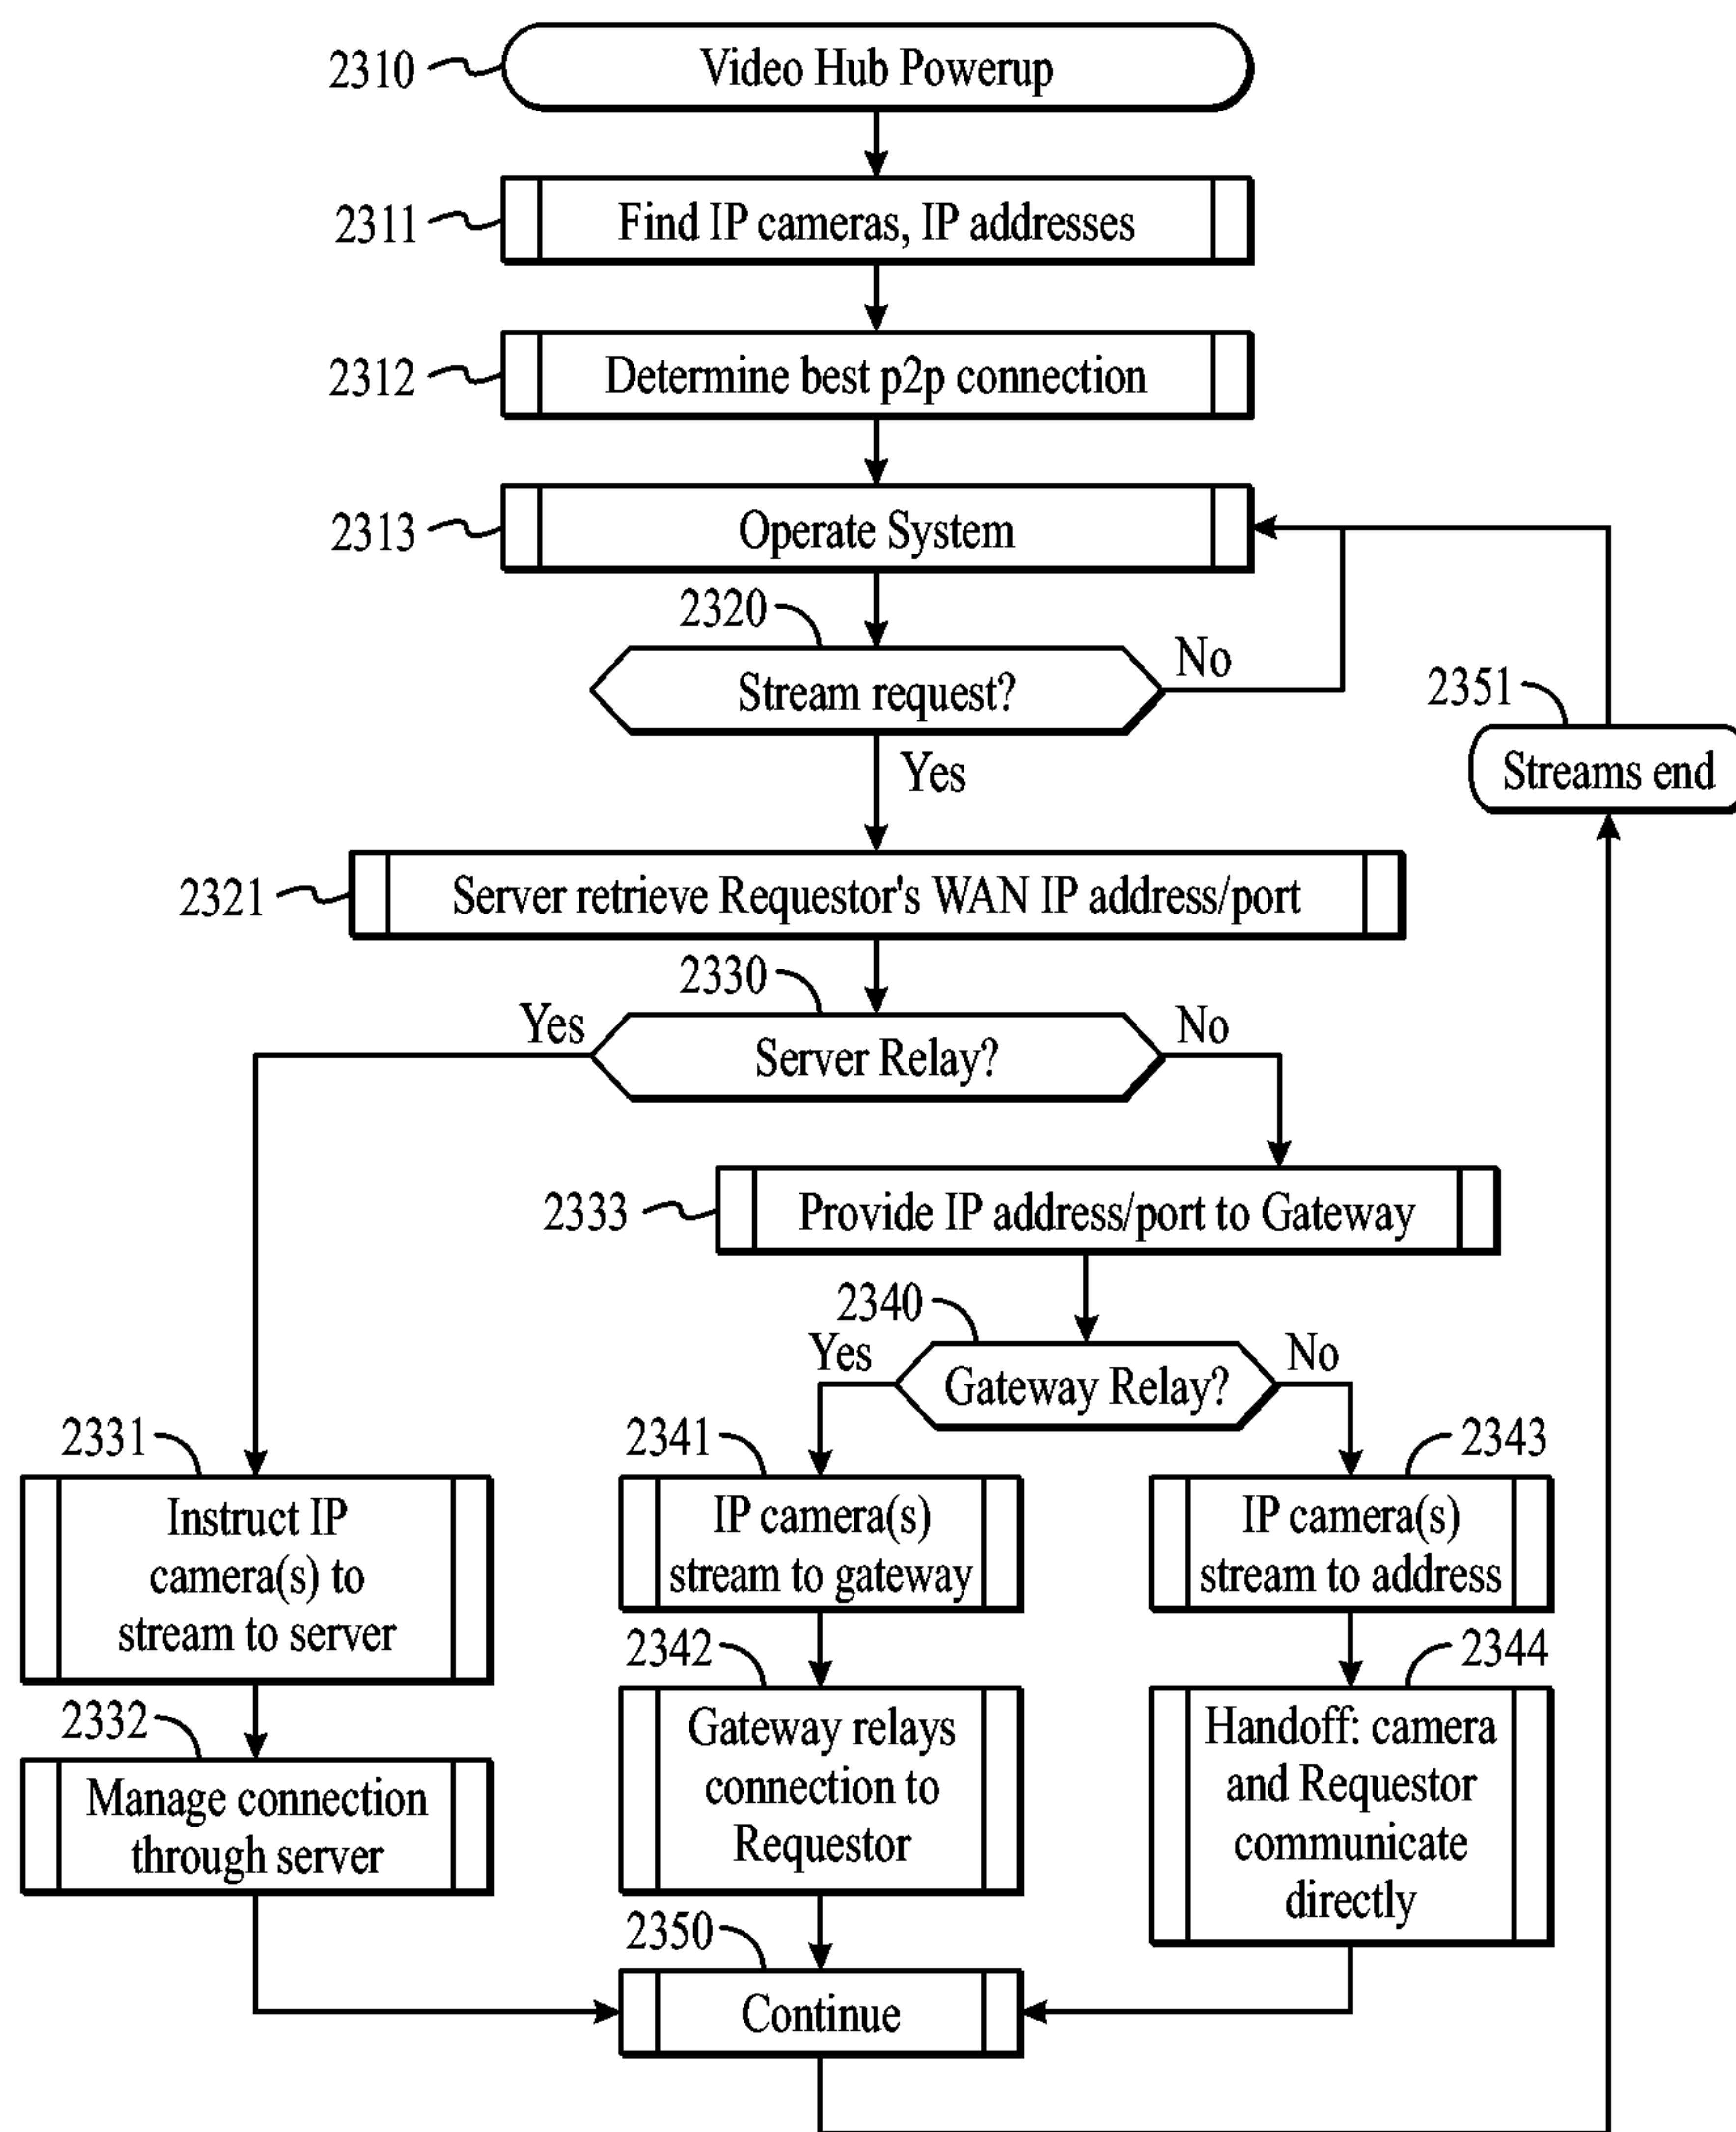 2310
Video Hub Powerup
2311
Find IP cameras, IP addresses
2312
Determine best p2p connection
2313
Operate System
2320
Stream request?
No
Yes
2351
Streams end
2321
Server retrieve Requestor's WAN IP address/port
2330
Yes
Server Relay?
No
2333
Provide IP address/port to Gateway
2340
Yes
Gateway Relay?
No
2331
Instruct IP
camera(s) to
stream to server
2341
IP camera(s)
stream to gateway
2343
IP camera(s)
stream to address
2332
Manage connection
through server
2342
Gateway relays
connection to
Requestor
2344
Handoff: camera
and Requestor
communicate
directly
2350
Continue